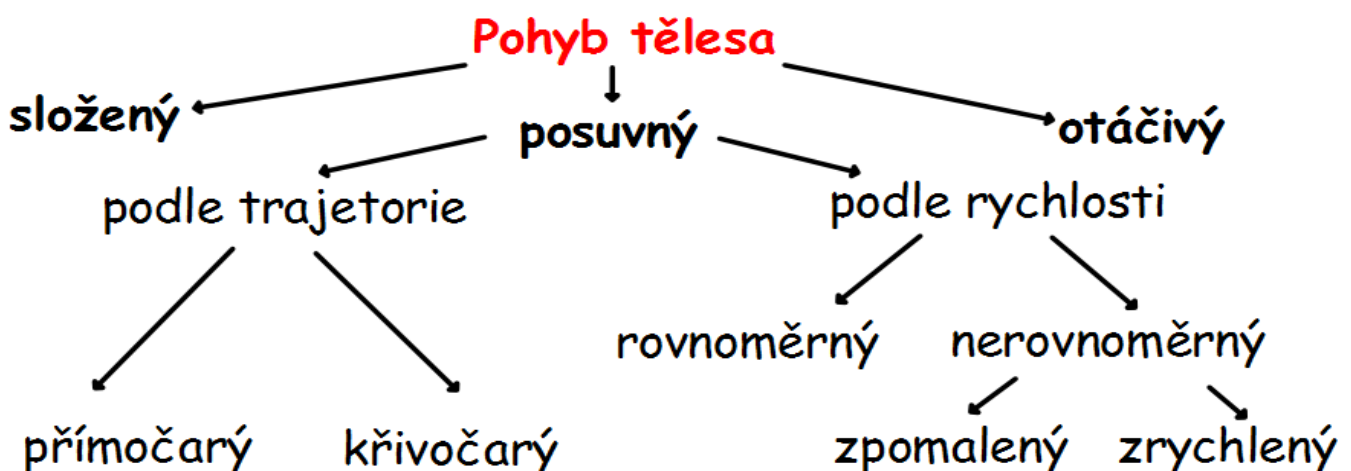 Pohyb tělesa
složený posuvný otáčivý
podle trajetorie podle rychlosti
rovnoměrný nerovnoměrný
přímočarý křivočarý zpomalený zrychlený